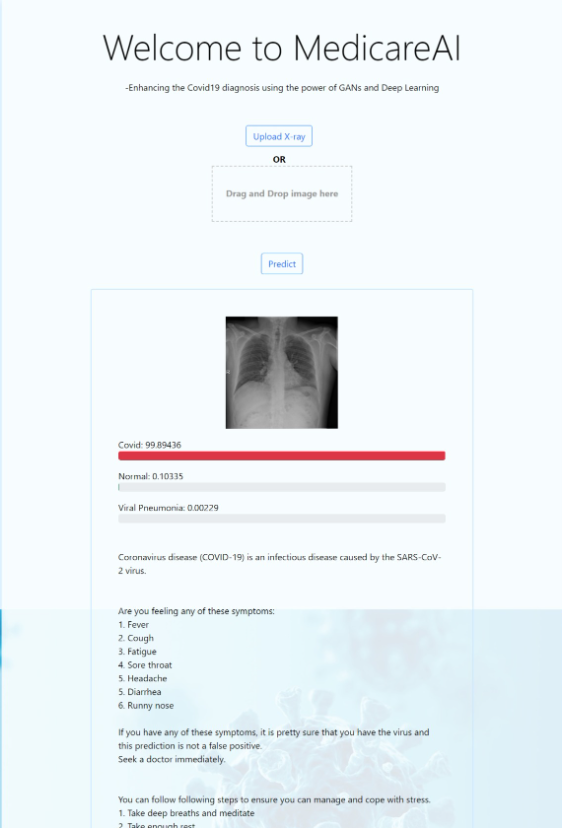 Welcome to MedicareAI
-Enhancing the Covid19 diagnosis using the power of GANs and Deep Learning
Upload X-ray
OR
Drag and Drop image here
Predict
Covid: 99.89436
Normal: 0.10335
Viral Pneumonia: 0.00229
Coronavirus disease (COVID-19) is an infectious disease caused by the SARS-CoV-
2 virus.
Are you feeling any of these symptoms:
1. Fever
2. Cough
3. Fatigue
4. Sore throat
5. Headache
5. Diarrhea
6. Runny nose
If you have any of these symptoms, it is pretty sure that you have the virus and
this prediction is not a false positive.
Seek a doctor immediately.
You can follow following steps to ensure you can manage and cope with stress.
1. Take deep breaths and meditate
2. Take enough rest